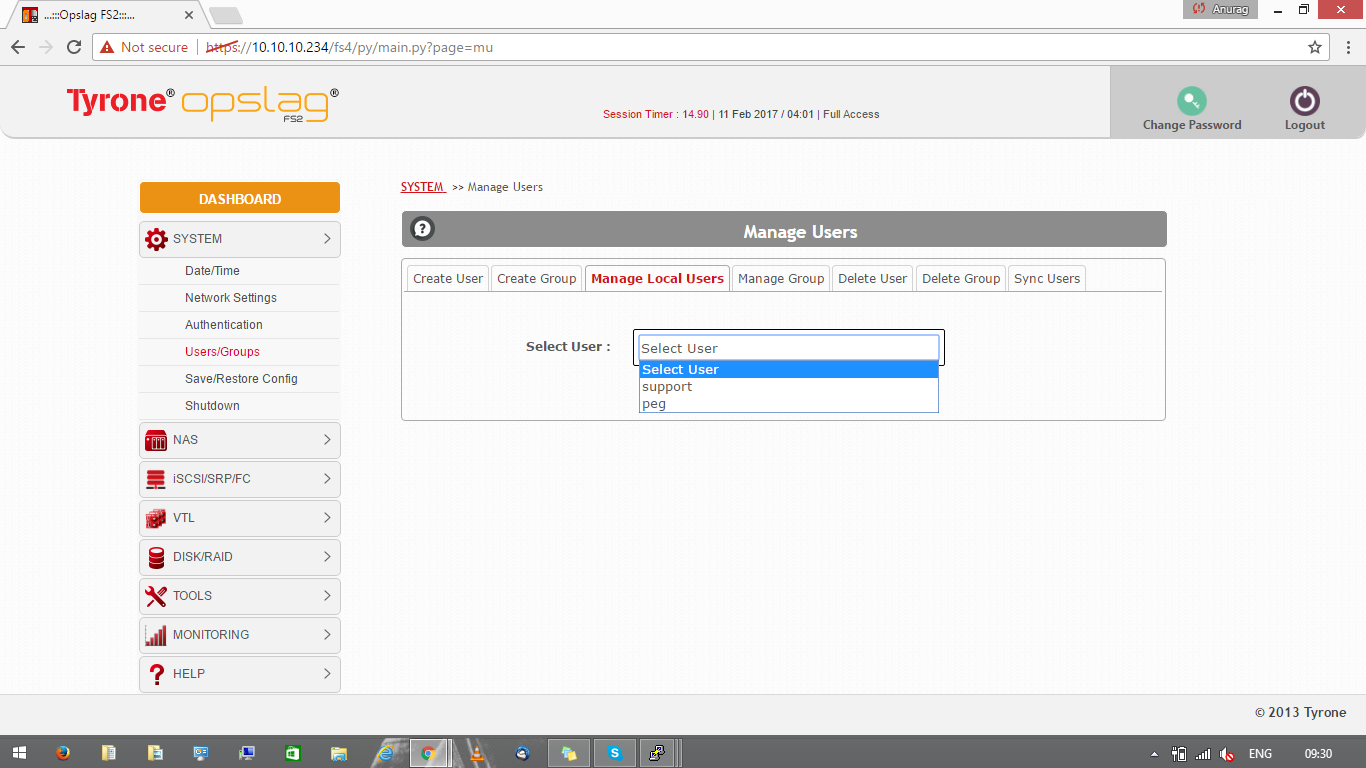 ...:::Opslag FS2:::...
Anurag
Not secure | https://10.10.10.234/fs4/py/main.py?page=mu
Tyrone® opslag®
FS2
Session Timer : 14.90 | 11 Feb 2017 / 04:01 | Full Access
Change Password
Logout
DASHBOARD
SYSTEM
Date/Time
Network Settings
Authentication
Users/Groups
Save/Restore Config
Shutdown
NAS
iSCSI/SRP/FC
VTL
DISK/RAID
TOOLS
MONITORING
HELP
SYSTEM >> Manage Users
Manage Users
Create User Create Group Manage Local Users Manage Group Delete User Delete Group Sync Users
Select User : Select User
Select User
support
peg
© 2013 Tyrone
ENG 09:30